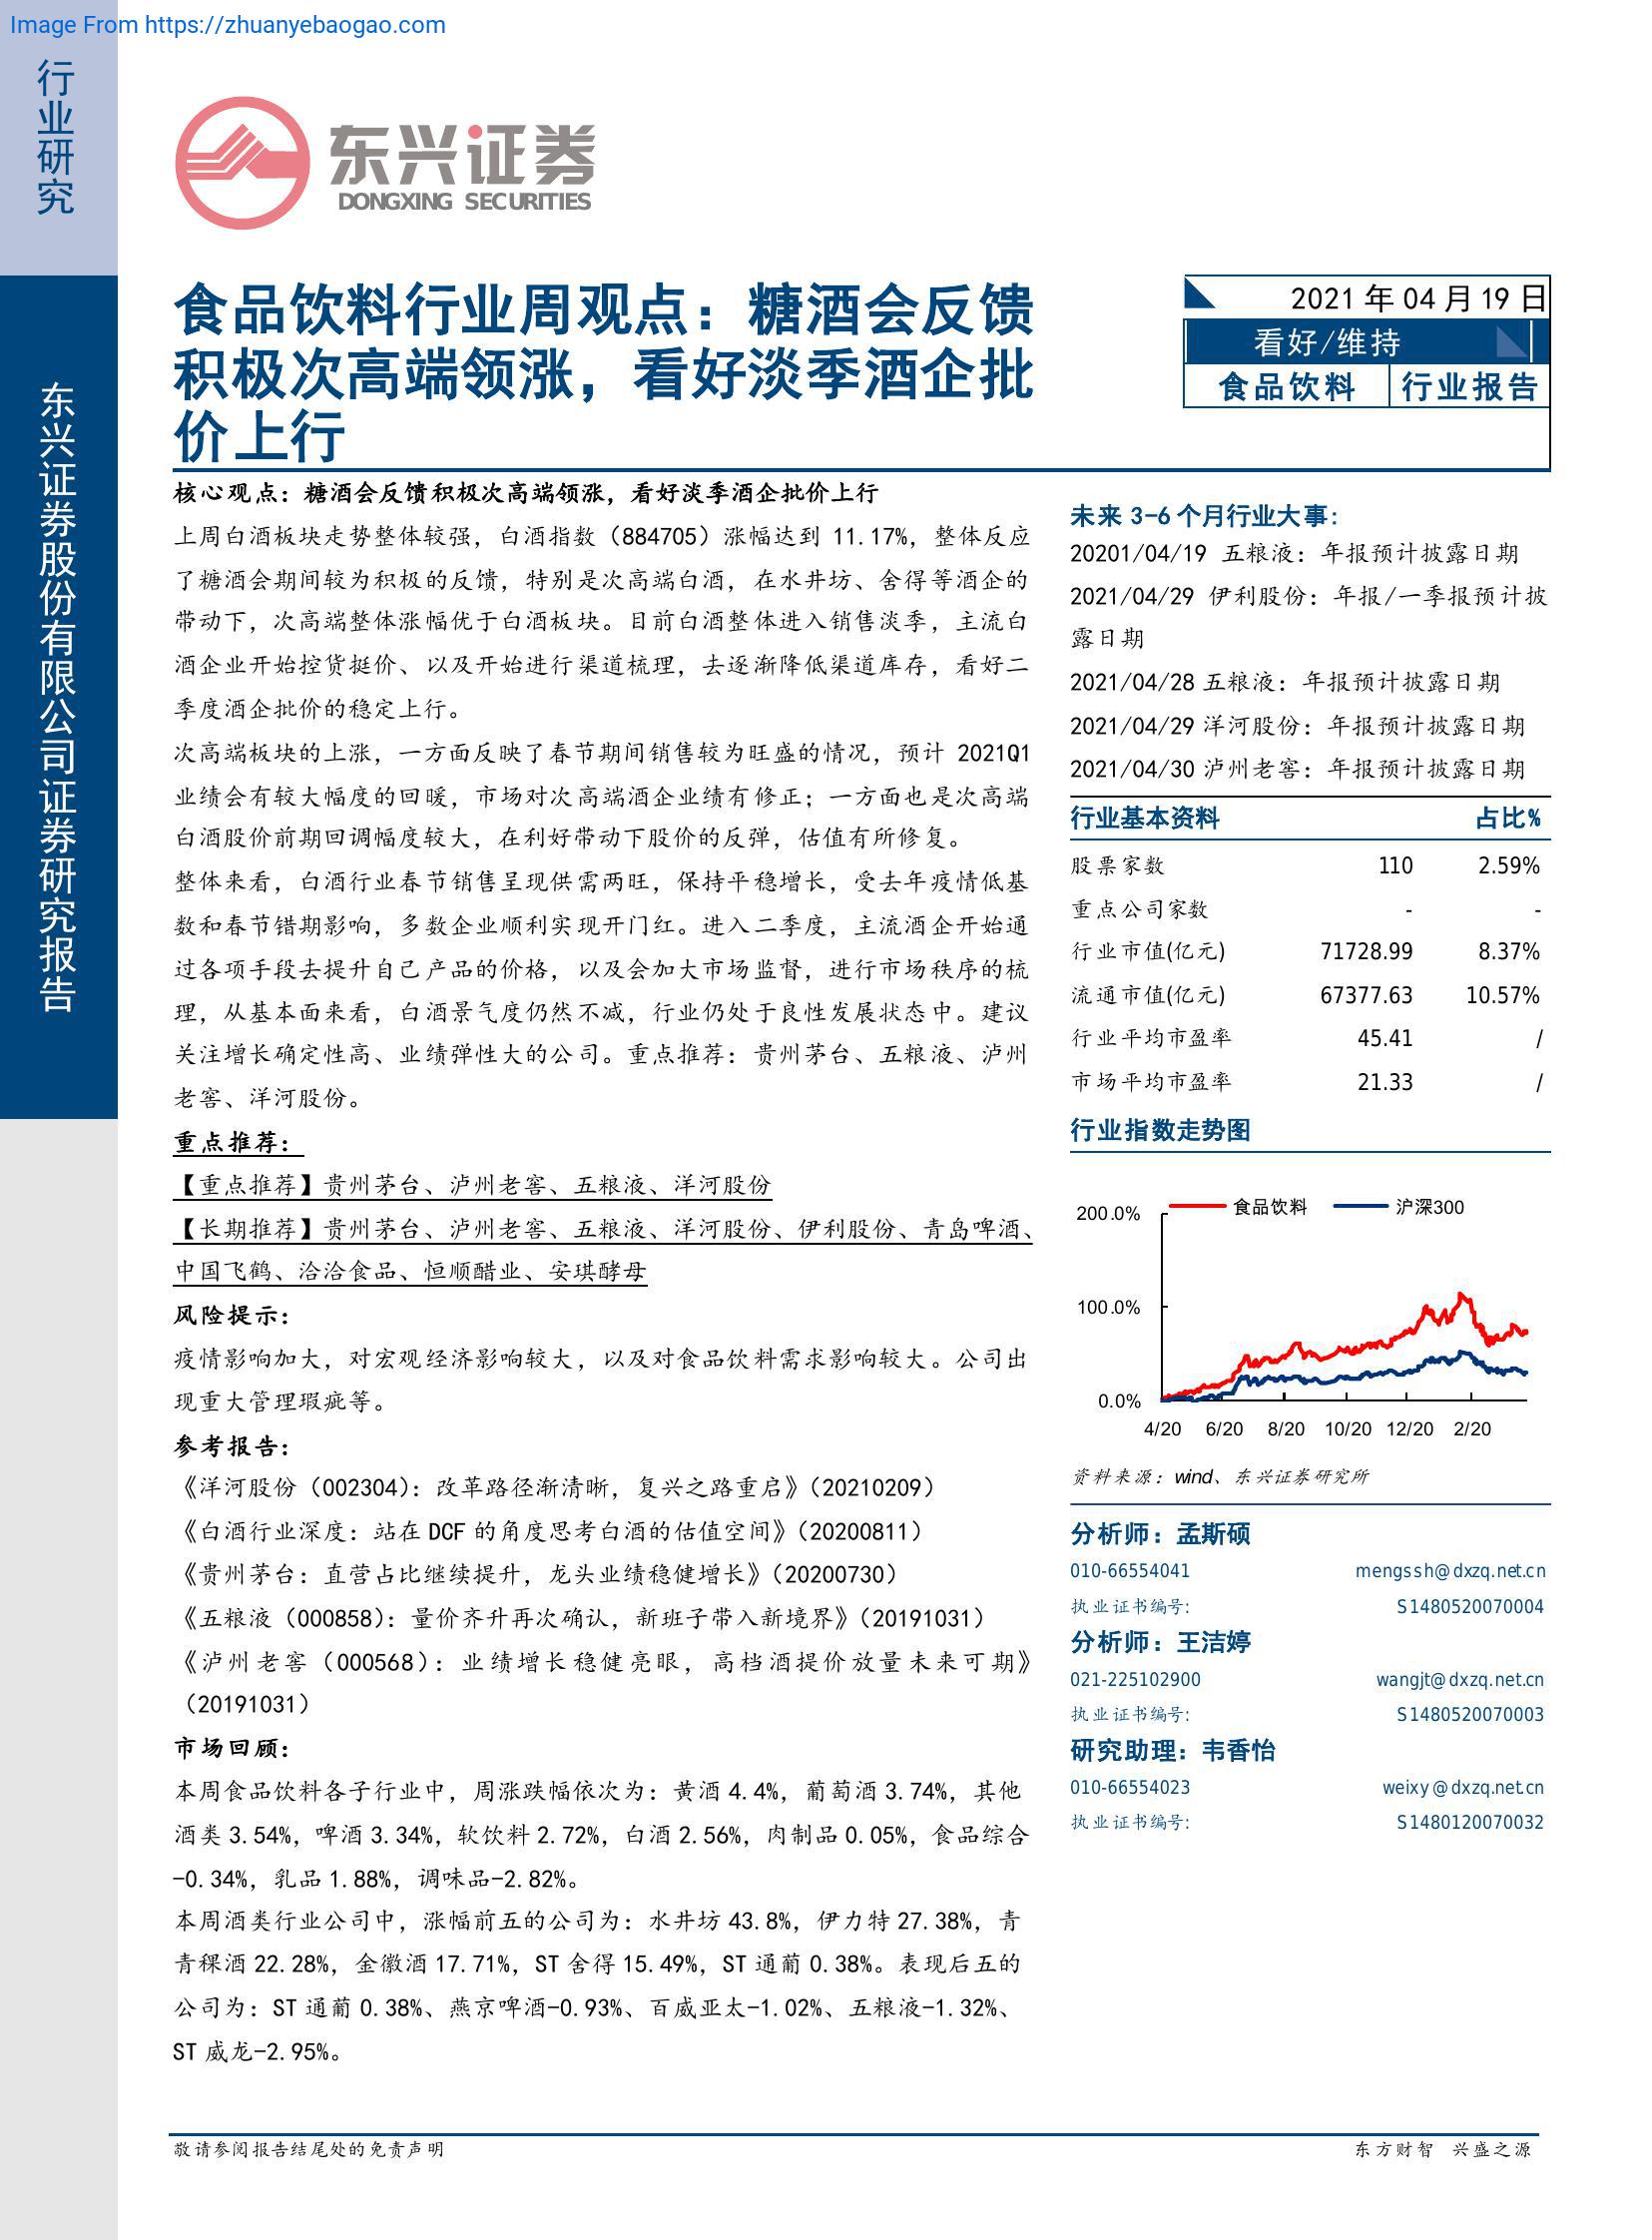 Image From https://zhuanyebaogao.com
行业研究
东兴证券股份有限公司证券研究报告
东兴证券
DONGXING SECURITIES
食品饮料行业周观点：糖酒会反馈
积极次高端领涨，看好淡季酒企批
价上行
2021 年 04 月 19 日
看好/维持
食品饮料 行业报告
核心观点：糖酒会反馈积极次高端领涨，看好淡季酒企批价上行
上周白酒板块走势整体较强，白酒指数（884705）涨幅达到 11.17%，整体反应
了糖酒会期间较为积极的反馈，特别是次高端白酒，在水井坊、舍得等酒企的
带动下，次高端整体涨幅优于白酒板块。目前白酒整体进入销售淡季，主流白
酒企业开始控货挺价、以及开始进行渠道梳理，去逐渐降低渠道库存，看好二
季度酒企批价的稳定上行。
次高端板块的上涨，一方面反映了春节期间销售较为旺盛的情况，预计 2021Q1
业绩会有较大幅度的回暖，市场对次高端酒企业绩有修正；一方面也是次高端
白酒股价前期回调幅度较大，在利好带动下股价的反弹，估值有所修复。
整体来看，白酒行业春节销售呈现供需两旺，保持平稳增长，受去年疫情低基
数和春节错期影响，多数企业顺利实现开门红。进入二季度，主流酒企开始通
过各项手段去提升自己产品的价格，以及会加大市场监督，进行市场秩序的梳
理，从基本面来看，白酒景气度仍然不减，行业仍处于良性发展状态中。建议
关注增长确定性高、业绩弹性大的公司。重点推荐：贵州茅台、五粮液、泸州
老窖、洋河股份。
重点推荐：
【重点推荐】贵州茅台、泸州老窖、五粮液、洋河股份
【长期推荐】贵州茅台、泸州老窖、五粮液、洋河股份、伊利股份、青岛啤酒、
中国飞鹤、洽洽食品、恒顺醋业、安琪酵母
风险提示：
疫情影响加大，对宏观经济影响较大，以及对食品饮料需求影响较大。公司出
现重大管理瑕疵等。
参考报告：
《洋河股份（002304）：改革路径渐清晰，复兴之路重启》（20210209）
《白酒行业深度：站在 DCF 的角度思考白酒的估值空间》（20200811）
《贵州茅台：直营占比继续提升，龙头业绩稳健增长》（20200730）
《五粮液（000858）：量价齐升再次确认，新班子带入新境界》（20191031）
《泸州老窖（000568）：业绩增长稳健亮眼，高档酒提价放量未来可期》
（20191031）
市场回顾：
本周食品饮料各子行业中，周涨跌幅依次为：黄酒 4.4%，葡萄酒 3.74%，其他
酒类 3.54%，啤酒 3.34%，软饮料 2.72%，白酒 2.56%，肉制品 0.05%，食品综合
-0.34%，乳品 1.88%，调味品-2.82%。
本周酒类行业公司中，涨幅前五的公司为：水井坊 43.8%，伊力特 27.38%，青
青稞酒 22.28%，金徽酒 17.71%，ST 舍得 15.49%，ST 通葡 0.38%。表现后五的
公司为：ST 通葡 0.38%、燕京啤酒-0.93%、百威亚太-1.02%、五粮液-1.32%、
ST 威龙-2.95%。
未来 3-6 个月行业大事：
20201/04/19 五粮液：年报预计披露日期
2021/04/29 伊利股份：年报/一季报预计披
露日期
2021/04/28 五粮液：年报预计披露日期
2021/04/29 洋河股份：年报预计披露日期
2021/04/30 泸州老窖：年报预计披露日期
行业基本资料 占比%
股票家数 110 2.59%
重点公司家数 - -
行业市值(亿元) 71728.99 8.37%
流通市值(亿元) 67377.63 10.57%
行业平均市盈率 45.41 /
市场平均市盈率 21.33 /
行业指数走势图
食品饮料 沪深300
200.0%
100.0%
0.0%
4/20 6/20 8/20 10/20 12/20 2/20
资料来源：wind、东兴证券研究所
分析师：孟斯硕
010-66554041 mengssh@dxzq.net.cn
执业证书编号: S1480520070004
分析师：王洁婷
021-225102900 wangjt@dxzq.net.cn
执业证书编号: S1480520070003
研究助理：韦香怡
010-66554023 weixy@dxzq.net.cn
执业证书编号: S1480120070032
敬请参阅报告结尾处的免责声明
东方财智 兴盛之源